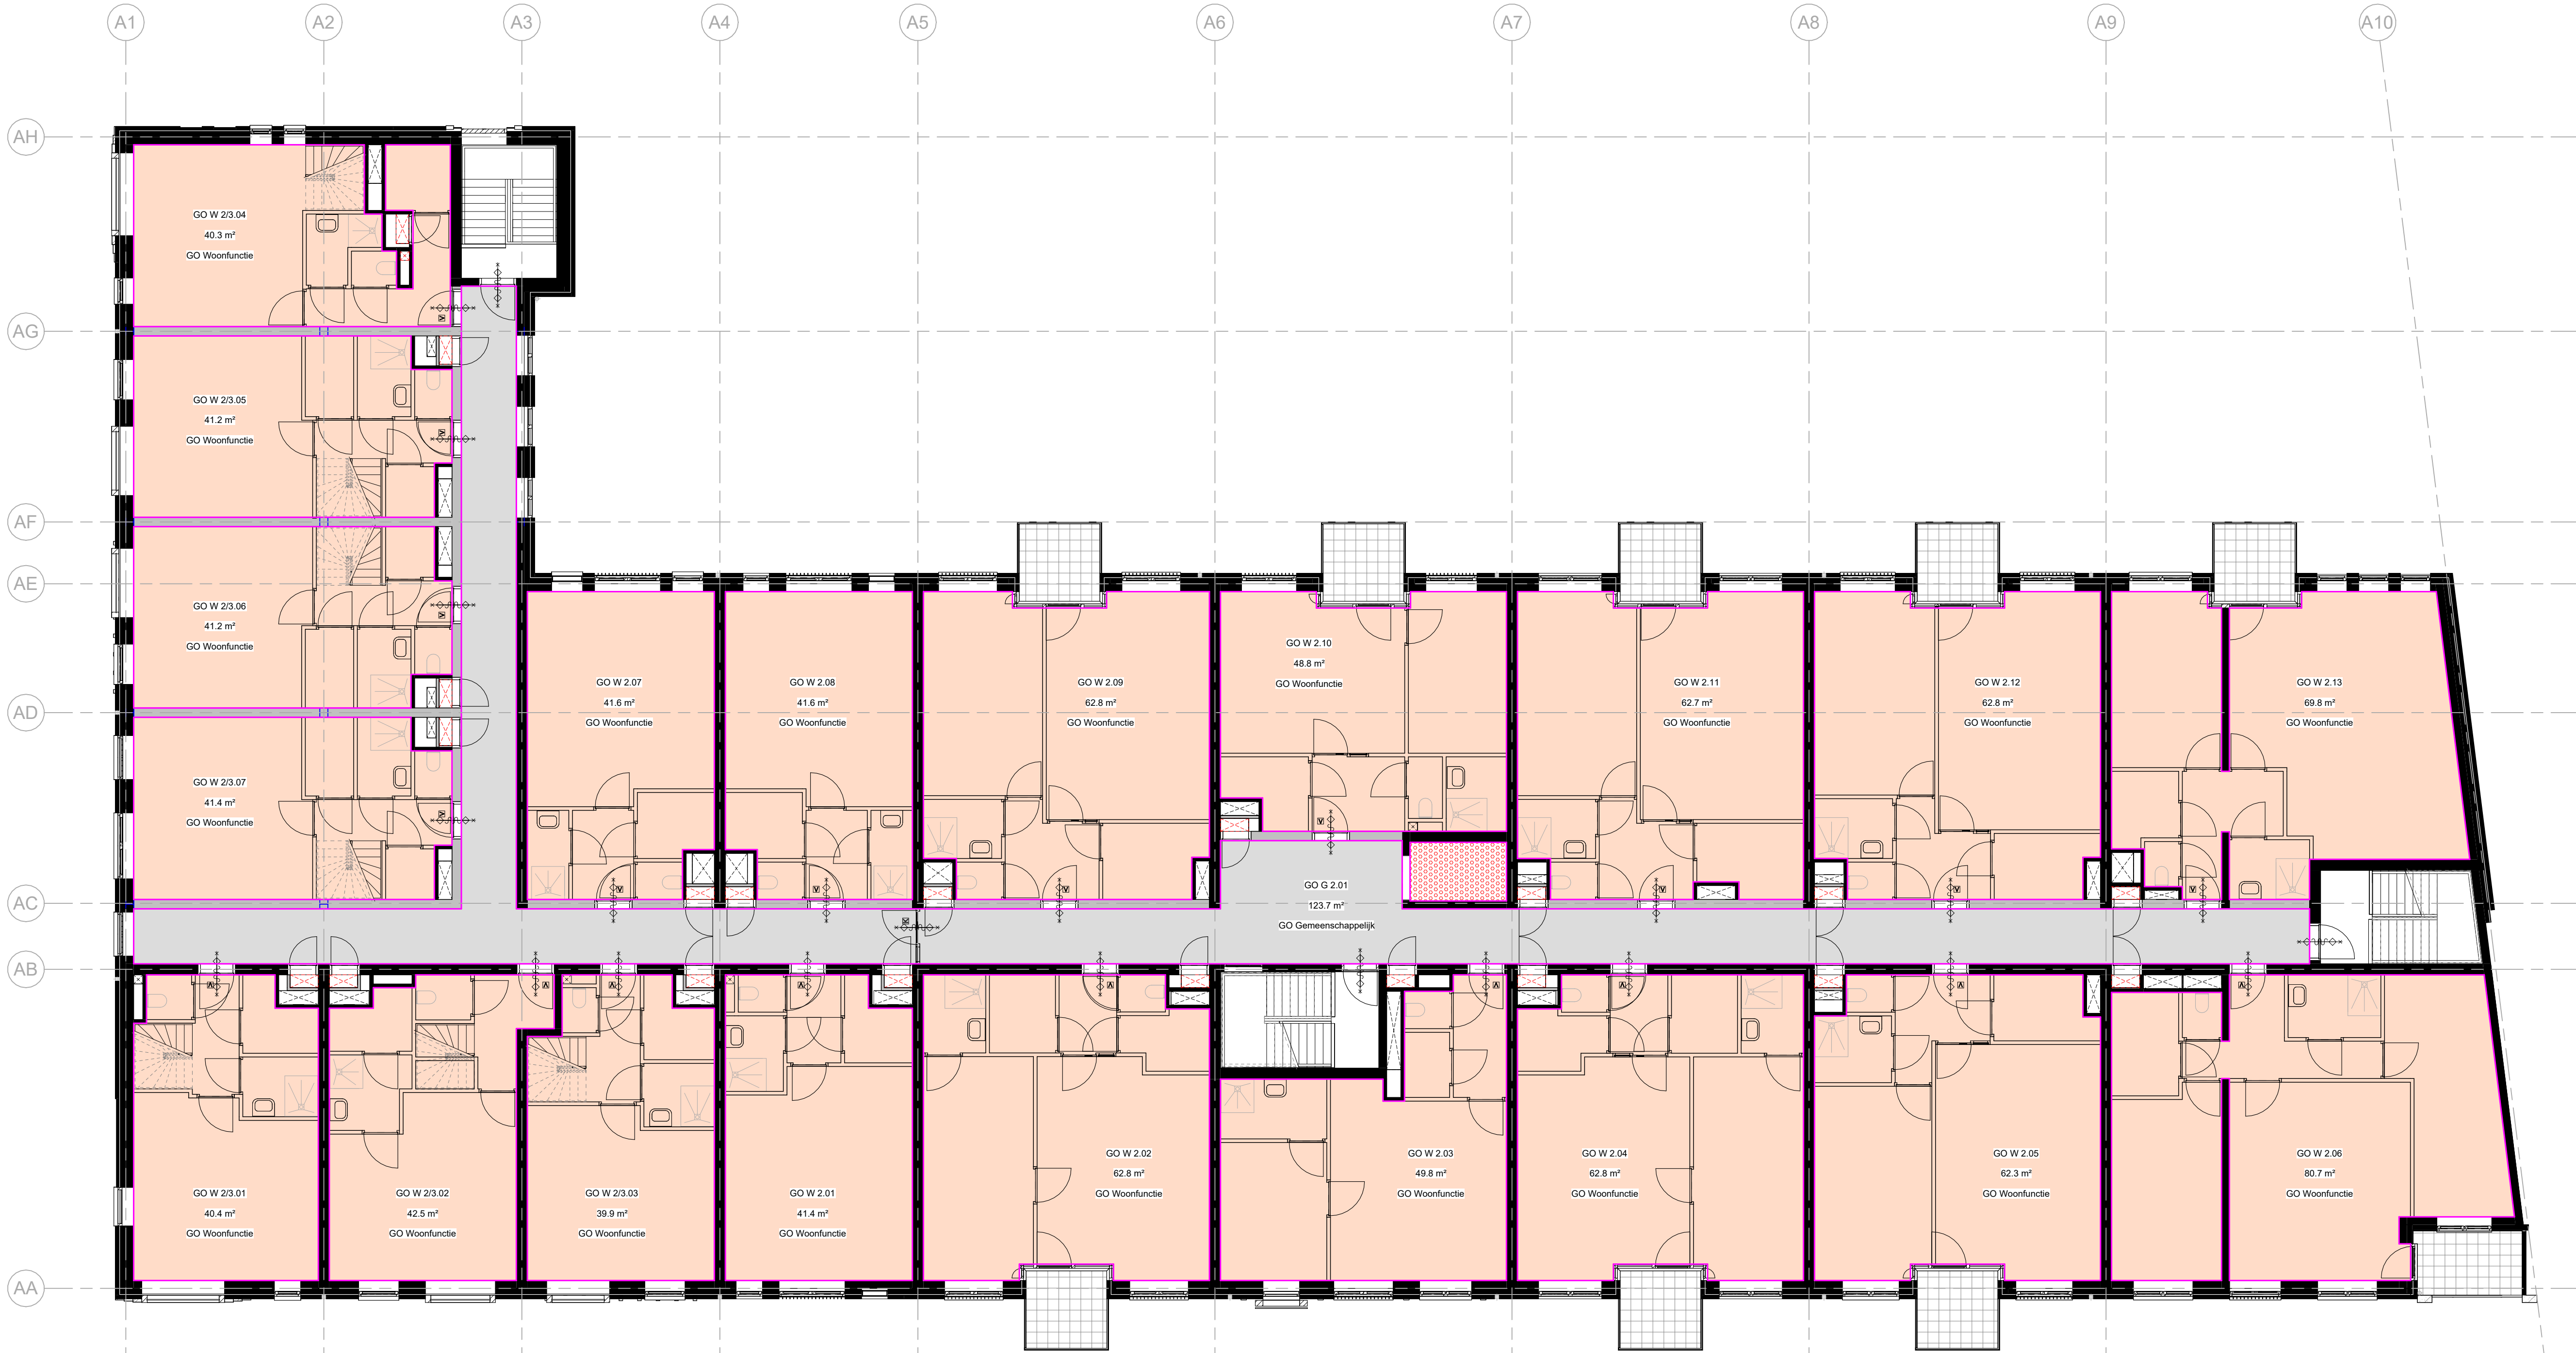 A1
A2
A3
A4
A5
A6
A7
A8
A9
A10
AH
GO W 2/3.04
40.3 m²
GO Woonfunctie
AG
GO W 2/3.05
41.2 m²
GO Woonfunctie
AF
AE
GO W 2/3.06
41.2 m²
GO Woonfunctie
GO W 2.07
41.6 m²
GO Woonfunctie
GO W 2.08
41.6 m²
GO Woonfunctie
GO W 2.09
62.8 m²
GO Woonfunctie
GO W 2.10
48.8 m²
GO Woonfunctie
GO W 2.11
62.7 m²
GO Woonfunctie
GO W 2.12
62.8 m²
GO Woonfunctie
GO W 2.13
69.8 m²
GO Woonfunctie
AD
GO W 2/3.07
41.4 m²
GO Woonfunctie
AC
GO G 2.01
123.7 m²
GO Gemeenschappelijk
AB
GO W 2/3.01
40.4 m²
GO Woonfunctie
GO W 2/3.02
42.5 m²
GO Woonfunctie
GO W 2/3.03
39.9 m²
GO Woonfunctie
GO W 2.01
41.4 m²
GO Woonfunctie
GO W 2.02
62.8 m²
GO Woonfunctie
GO W 2.03
49.8 m²
GO Woonfunctie
GO W 2.04
62.8 m²
GO Woonfunctie
GO W 2.05
62.3 m²
GO Woonfunctie
GO W 2.06
80.7 m²
GO Woonfunctie
AA